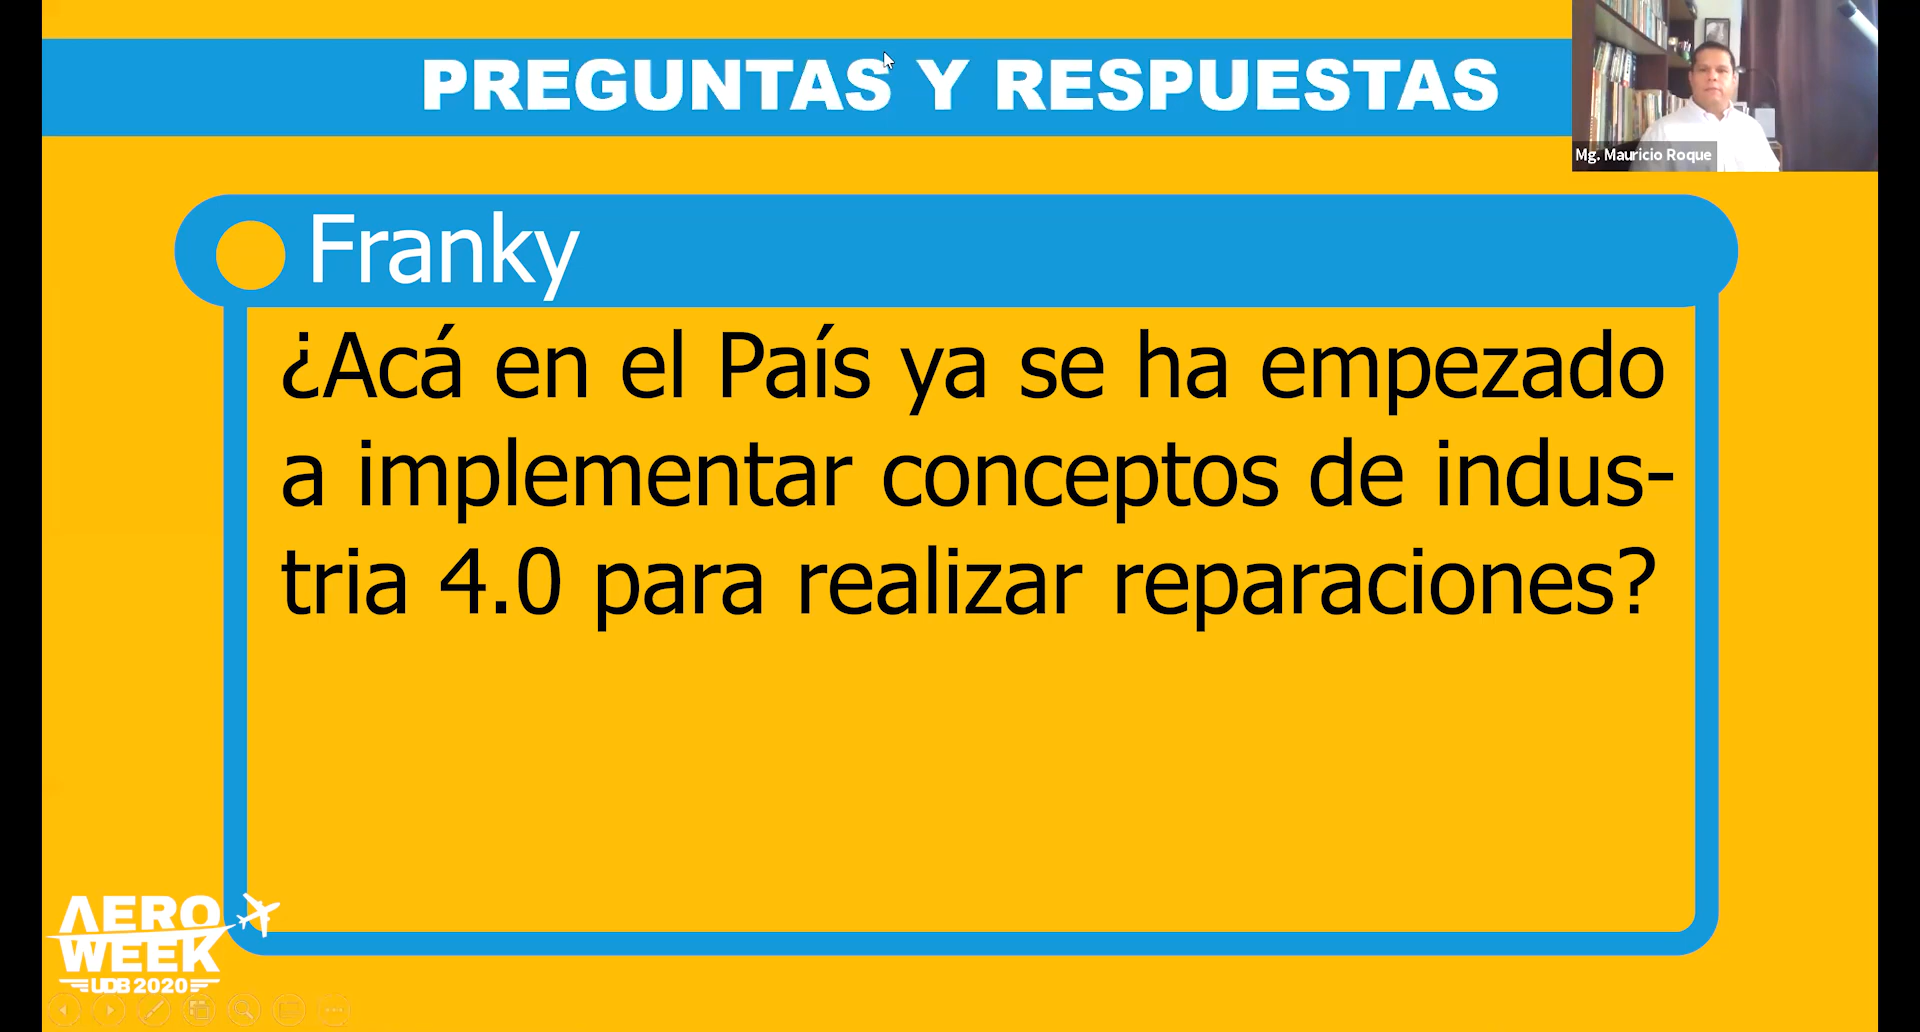 PREGUNTAS Y RESPUESTAS
Mg. Mauricio Roque
Franky
¿Acá en el País ya se ha empezado
a implementar conceptos de indus-
tria 4.0 para realizar reparaciones?
AERO
WEEK
UDB 2020